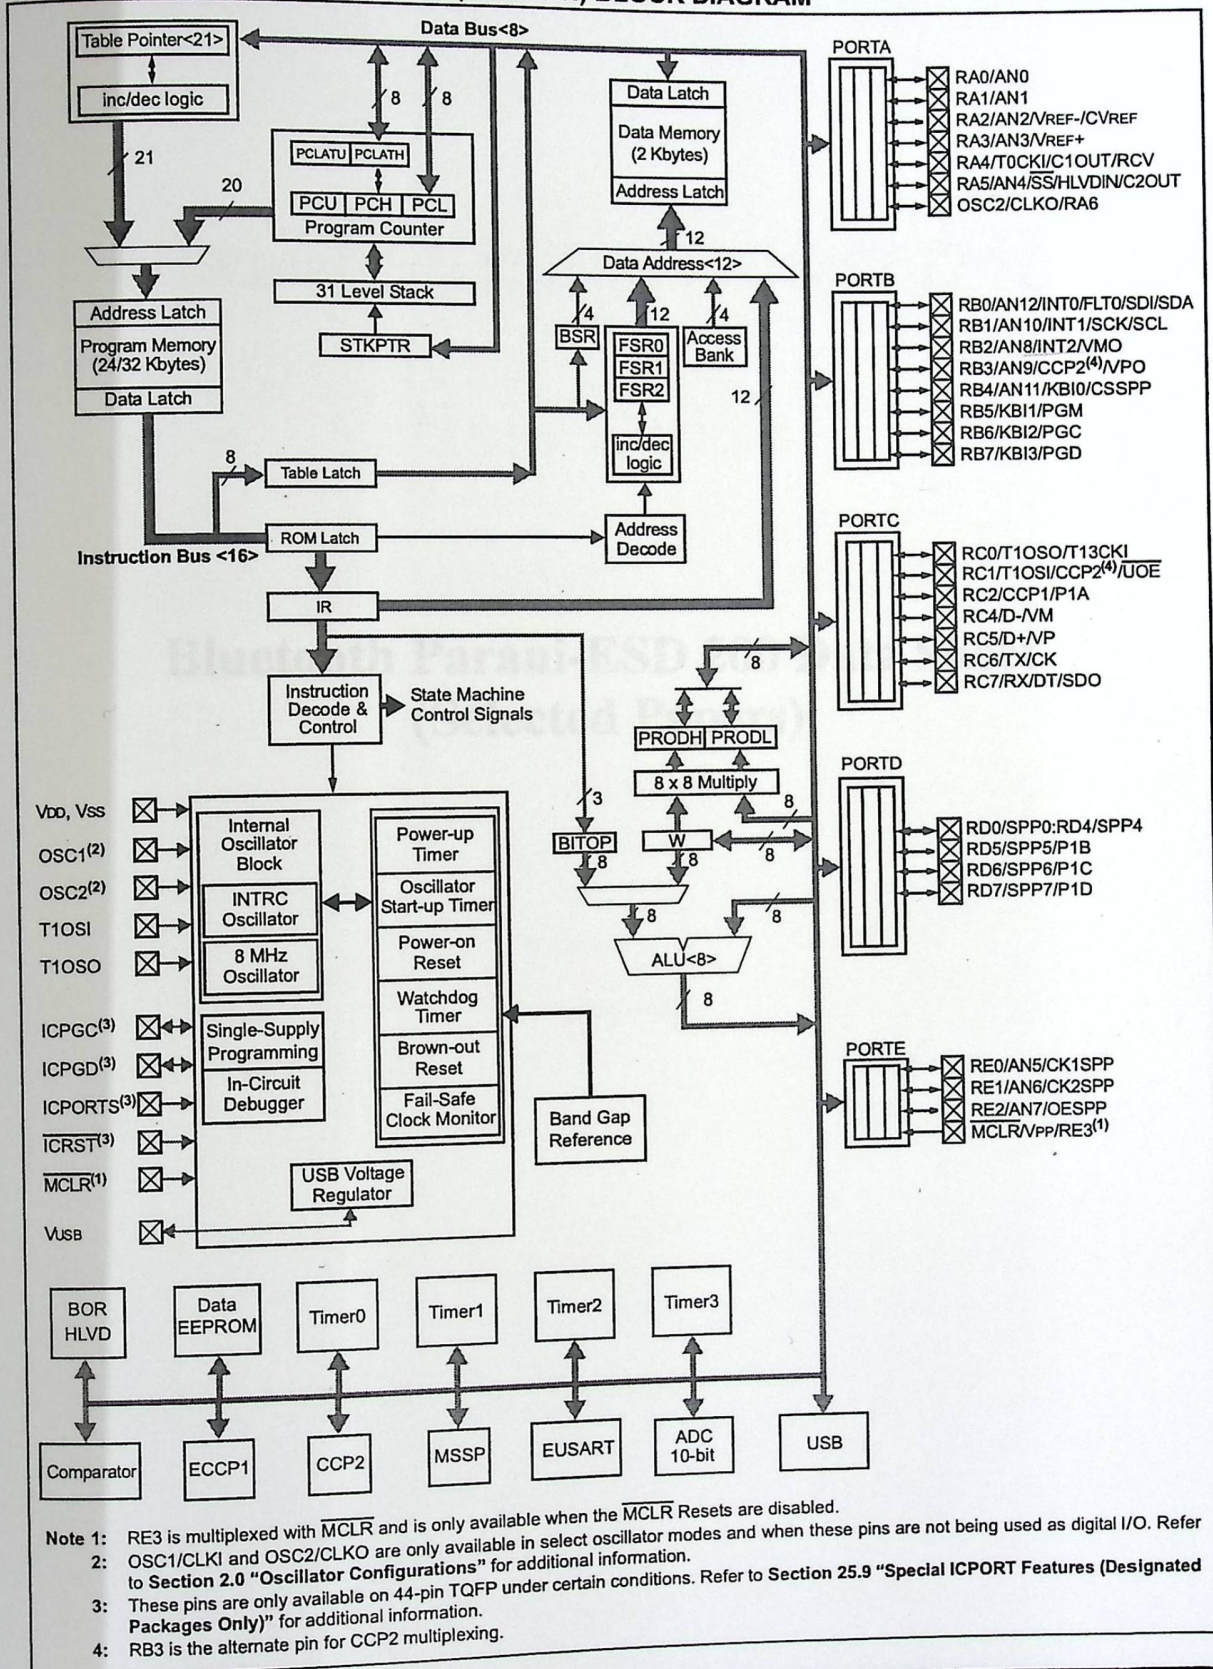 BLOCK DIAGRAM
Data Bus<8>
Table Pointer<21>
inc/dec logic
21
20
8
8
PCLATU PCLATH
PCU PCH PCL
Program Counter
31 Level Stack
STKPTR
Address Latch
Program Memory
(24/32 Kbytes)
Data Latch
8
Table Latch
ROM Latch
Instruction Bus <16>
IR
Data Latch
Data Memory
(2 Kbytes)
Address Latch
12
Data Address<12>
4
12
4
BSR
FSR0
FSR1
FSR2
inc/dec
logic
Access
Bank
12
Address
Decode
Instruction
Decode &
Control
State Machine
Control Signals
8
PRODH PRODL
8 x 8 Multiply
3
8
BITOP
W
8
8
8
8
8
ALU<8>
8
VDD, VSS
OSC1(2)
OSC2(2)
T1OSI
T1OSO
ICPGC(3)
ICPGD(3)
ICPORTS(3)
ICRST(3)
MCLR(1)
VUSB
Internal
Oscillator
Block
INTRC
Oscillator
8 MHz
Oscillator
Single-Supply
Programming
In-Circuit
Debugger
Power-up
Timer
Oscillator
Start-up Timer
Power-on
Reset
Watchdog
Timer
Brown-out
Reset
Fail-Safe
Clock Monitor
USB Voltage
Regulator
Band Gap
Reference
PORTA
RA0/AN0
RA1/AN1
RA2/AN2/VREF-/CVREF
RA3/AN3/VREF+
RA4/T0CKI/C1OUT/RCV
RA5/AN4/SS/HLVDIN/C2OUT
OSC2/CLKO/RA6
PORTB
RB0/AN12/INT0/FLT0/SDI/SDA
RB1/AN10/INT1/SCK/SCL
RB2/AN8/INT2/VMO
RB3/AN9/CCP2(4)/VPO
RB4/AN11/KBI0/CSSPP
RB5/KBI1/PGM
RB6/KBI2/PGC
RB7/KBI3/PGD
PORTC
RC0/T1OSO/T13CKI
RC1/T1OSI/CCP2(4)/UOE
RC2/CCP1/P1A
RC4/D-/VM
RC5/D+/VP
RC6/TX/CK
RC7/RX/DT/SDO
PORTD
RD0/SPP0:RD4/SPP4
RD5/SPP5/P1B
RD6/SPP6/P1C
RD7/SPP7/P1D
PORTE
RE0/AN5/CK1SPP
RE1/AN6/CK2SPP
RE2/AN7/OESPP
MCLR/VPP/RE3(1)
BOR
HLVD
Data
EEPROM
Timer0
Timer1
Timer2
Timer3
Comparator
ECCP1
CCP2
MSSP
EUSART
ADC
10-bit
USB
Note 1: RE3 is multiplexed with MCLR and is only available when the MCLR Resets are disabled.
2: OSC1/CLKI and OSC2/CLKO are only available in select oscillator modes and when these pins are not being used as digital I/O. Refer
to Section 2.0 "Oscillator Configurations" for additional information.
3: These pins are only available on 44-pin TQFP under certain conditions. Refer to Section 25.9 "Special ICPORT Features (Designated
Packages Only)" for additional information.
4: RB3 is the alternate pin for CCP2 multiplexing.